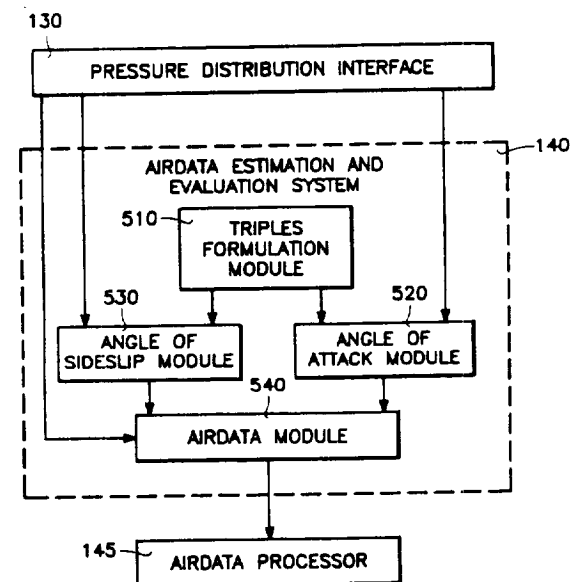 130
PRESSURE DISTRIBUTION INTERFACE
140
AIRDATA ESTIMATION AND
EVALUATION SYSTEM
510
TRIPLES
FORMULATION
MODULE
530
520
ANGLE OF
SIDESLIP MODULE
ANGLE OF
ATTACK MODULE
540
AIRDATA MODULE
145
AIRDATA PROCESSOR